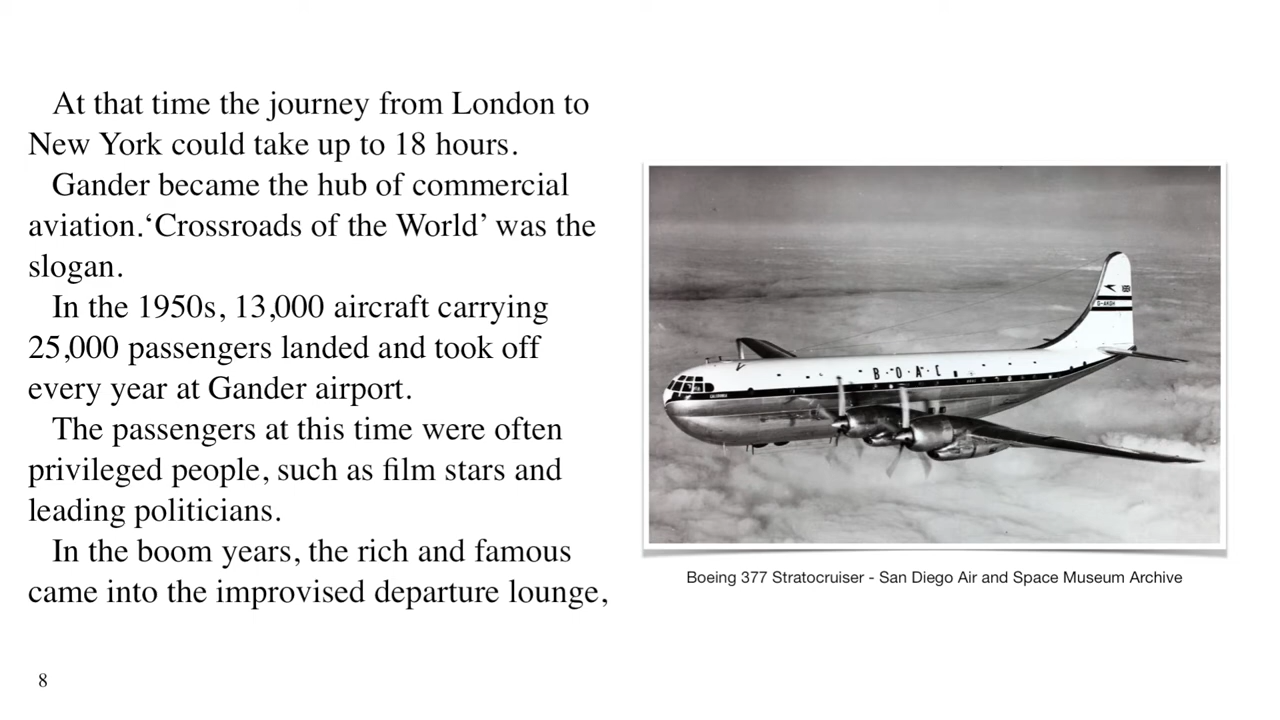 At that time the journey from London to
New York could take up to 18 hours.
Gander became the hub of commercial
aviation.‘Crossroads of the World’ was the
slogan.
In the 1950s, 13,000 aircraft carrying
25,000 passengers landed and took off
every year at Gander airport.
The passengers at this time were often
privileged people, such as film stars and
leading politicians.
In the boom years, the rich and famous
came into the improvised departure lounge,
B·O·A·C
G-AKGH
Boeing 377 Stratocruiser - San Diego Air and Space Museum Archive
8